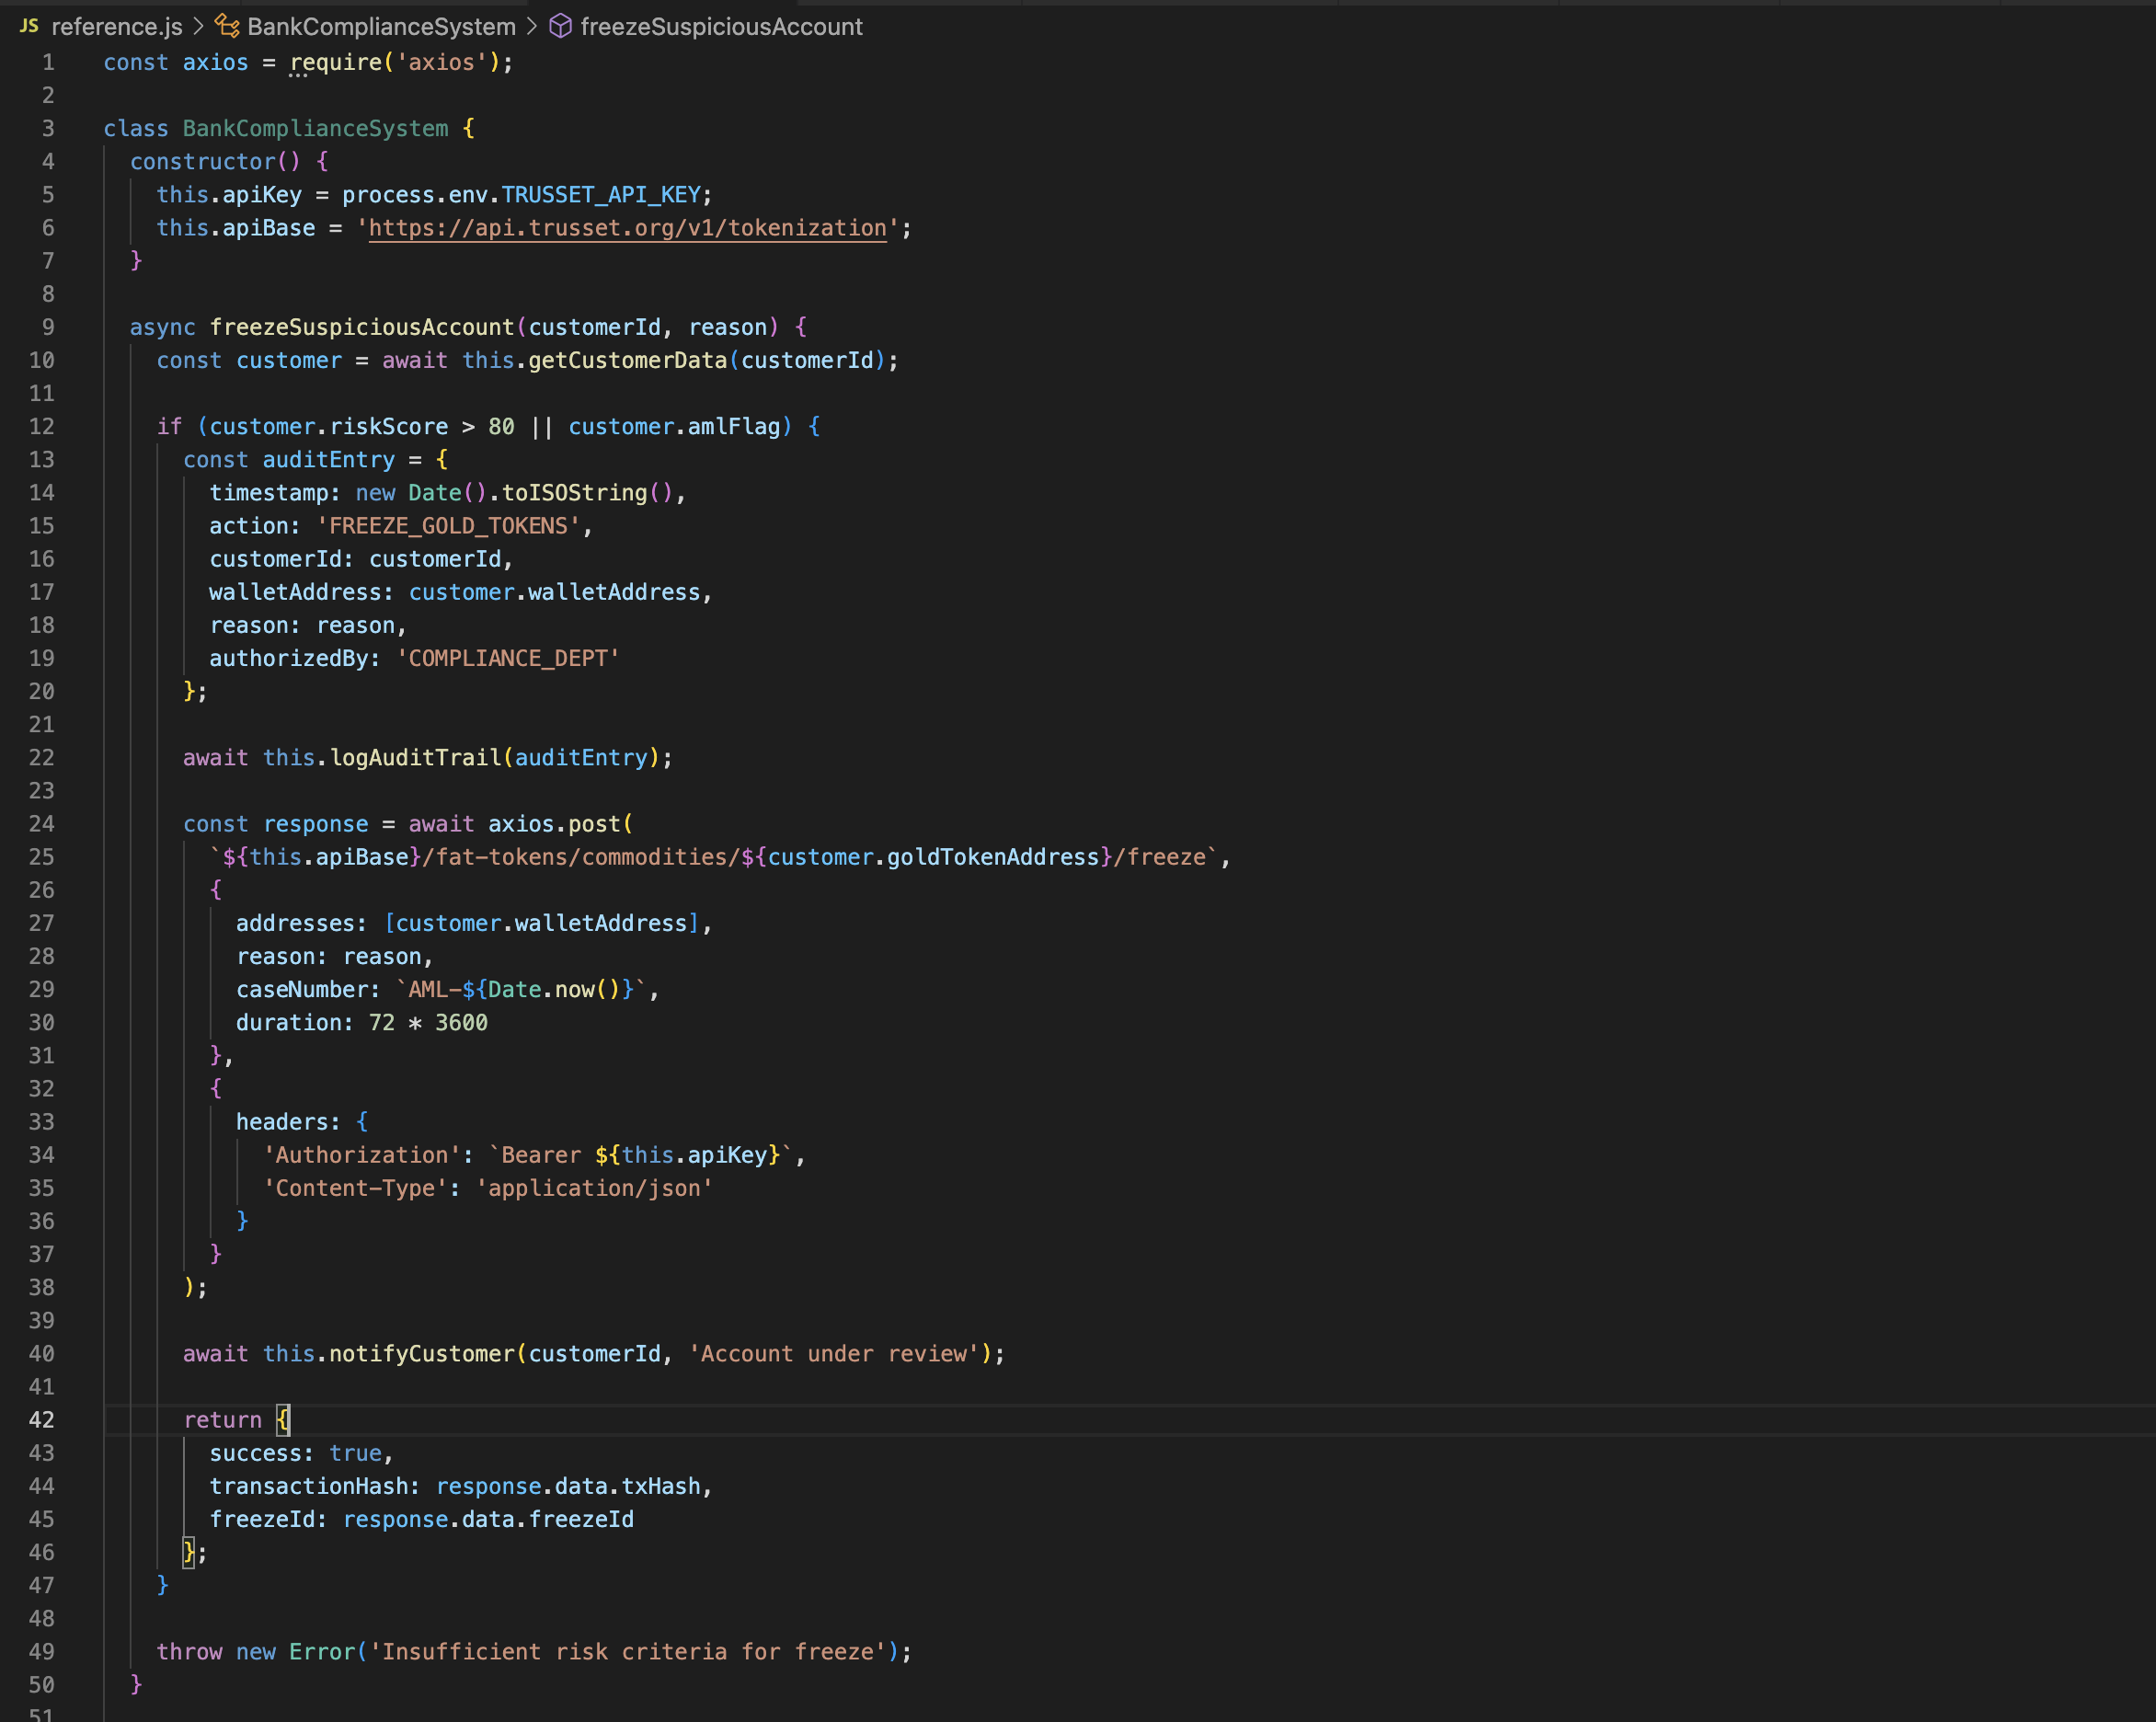 JS reference.js > BankComplianceSystem > freezeSuspiciousAccount
1 const axios = require('axios');
2
3 class BankComplianceSystem {
4   constructor() {
5     this.apiKey = process.env.TRUSSET_API_KEY;
6     this.apiBase = 'https://api.trusset.org/v1/tokenization';
7   }
8
9   async freezeSuspiciousAccount(customerId, reason) {
10     const customer = await this.getCustomerData(customerId);
11
12     if (customer.riskScore > 80 || customer.amlFlag) {
13       const auditEntry = {
14         timestamp: new Date().toISOString(),
15         action: 'FREEZE_GOLD_TOKENS',
16         customerId: customerId,
17         walletAddress: customer.walletAddress,
18         reason: reason,
19         authorizedBy: 'COMPLIANCE_DEPT'
20       };
21
22       await this.logAuditTrail(auditEntry);
23
24       const response = await axios.post(
25         `${this.apiBase}/fat-tokens/commodities/${customer.goldTokenAddress}/freeze`,
26         {
27           addresses: [customer.walletAddress],
28           reason: reason,
29           caseNumber: `AML-${Date.now()}`,
30           duration: 72 * 3600
31         },
32         {
33           headers: {
34             'Authorization': `Bearer ${this.apiKey}`,
35             'Content-Type': 'application/json'
36           }
37         }
38       );
39
40       await this.notifyCustomer(customerId, 'Account under review');
41
42       return {
43         success: true,
44         transactionHash: response.data.txHash,
45         freezeId: response.data.freezeId
46       };
47     }
48
49     throw new Error('Insufficient risk criteria for freeze');
50   }
51